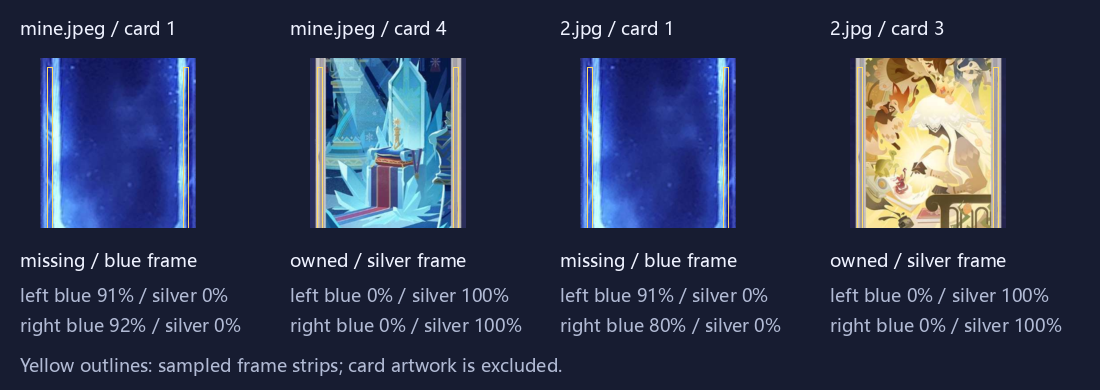 mine.jpeg / card 1
mine.jpeg / card 4
2.jpg / card 1
2.jpg / card 3
missing / blue frame
owned / silver frame
missing / blue frame
owned / silver frame
left blue 91% / silver 0%
left blue 0% / silver 100%
left blue 91% / silver 0%
left blue 0% / silver 100%
right blue 92% / silver 0%
right blue 0% / silver 100%
right blue 80% / silver 0%
right blue 0% / silver 100%
Yellow outlines: sampled frame strips; card artwork is excluded.